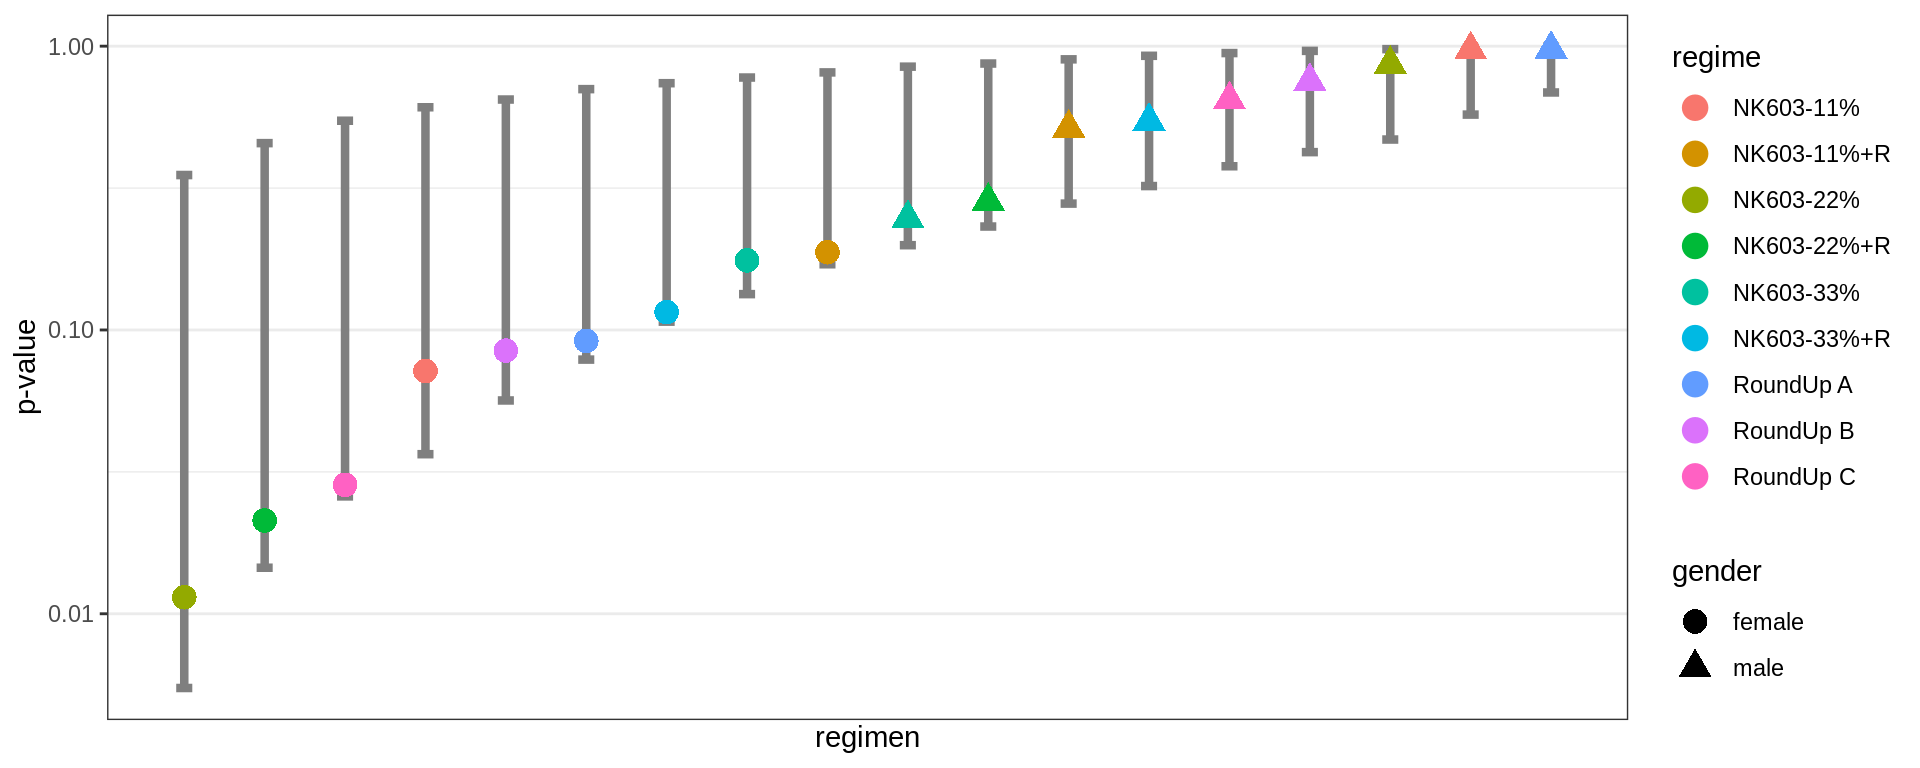 1.00
0.10
0.01
p-value
regimen
regime
NK603-11%
NK603-11%+R
NK603-22%
NK603-22%+R
NK603-33%
NK603-33%+R
RoundUp A
RoundUp B
RoundUp C
gender
female
male